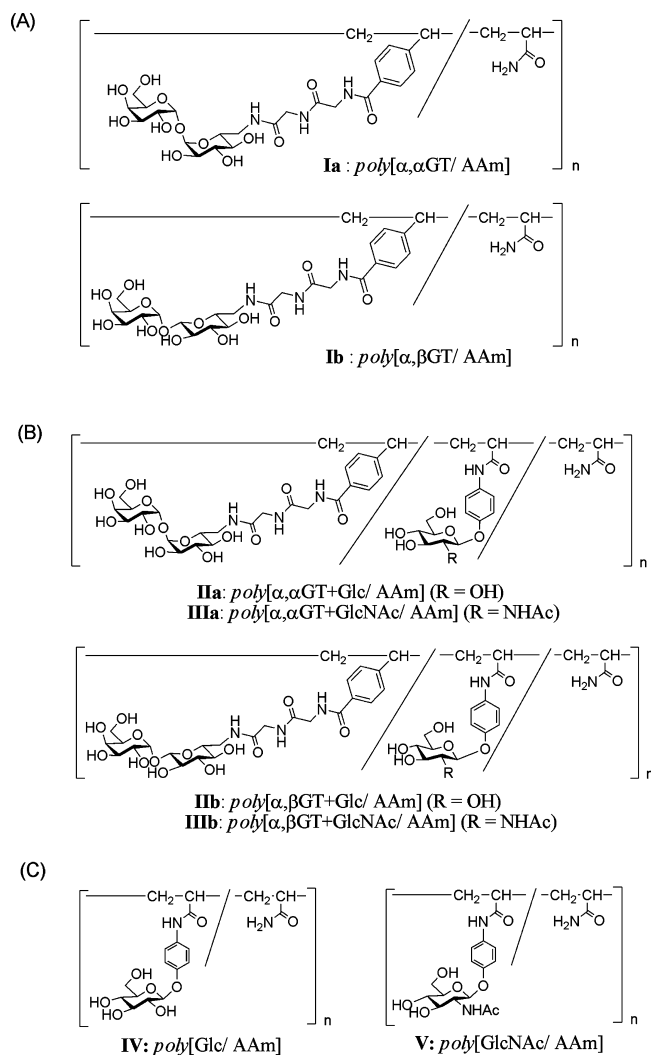 (A)
—CH₂—CH— / —CH₂—CH—
H₂N O
OH OH O H N O N H O H N O
HO HO O O OH
HO HO OH
n
Ia : poly[α,αGT/ AAm]
—CH₂—CH— / —CH₂—CH—
H₂N O
OH OH O H N O N H O H N O
HO HO O O O OH
HO OH
n
Ib : poly[α,βGT/ AAm]
(B)
—CH₂—CH— / —CH₂—CH— / —CH₂—CH—
HN O H₂N O
OH OH O H N O N H O H N O
HO HO O O OH HO HO HO O O R
HO HO OH
n
IIa: poly[α,αGT+Glc/ AAm] (R = OH)
IIIa: poly[α,αGT+GlcNAc/ AAm] (R = NHAc)
—CH₂—CH— / —CH₂—CH— / —CH₂—CH—
HN O H₂N O
OH OH O H N O N H O H N O
HO HO O O O OH HO HO HO O O R
HO OH
n
IIb: poly[α,βGT+Glc/ AAm] (R = OH)
IIIb: poly[α,βGT+GlcNAc/ AAm] (R = NHAc)
(C)
—CH₂—CH— / —CH₂—CH— —CH₂—CH— / —CH₂—CH—
HN O H₂N O HN O H₂N O
HO O O HO O O
HO HO OH HO HO NHAc
n n
IV: poly[Glc/ AAm] V: poly[GlcNAc/ AAm]